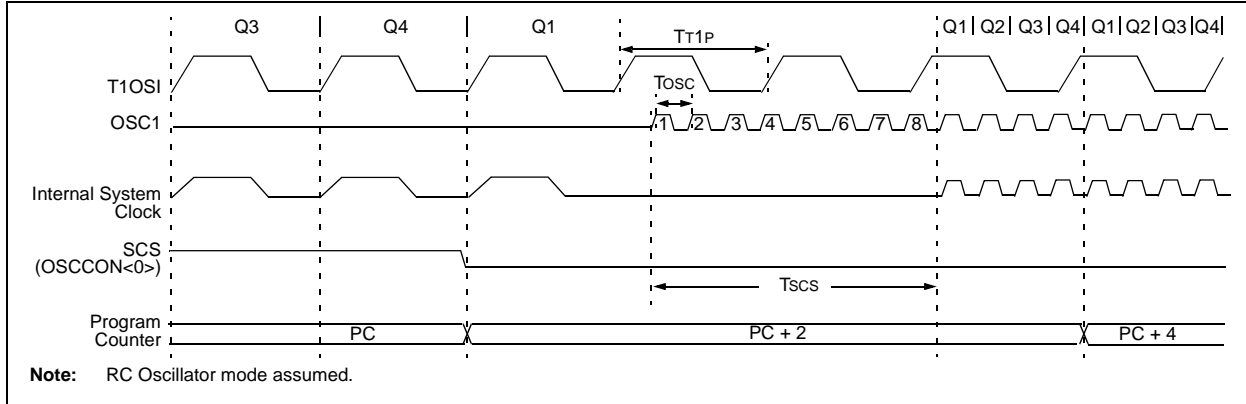 Q3 Q4 Q1 Q1 Q2 Q3 Q4 Q1 Q2 Q3 Q4
TT1P
T1OSI
TOSC
OSC1
1 2 3 4 5 6 7 8
Internal System
Clock
SCS
(OSCCON<0>)
TSCS
Program
Counter
PC PC + 2 PC + 4
Note: RC Oscillator mode assumed.